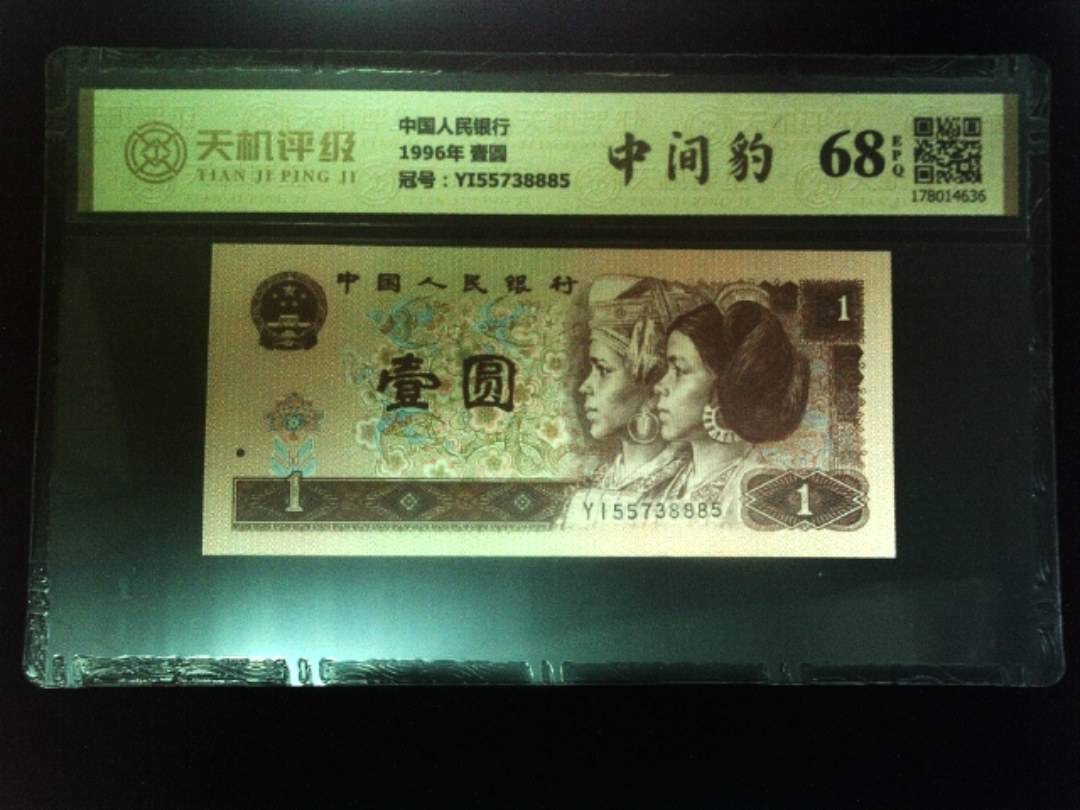 天机评级
TIAN JI PING JI
中国人民银行
1996年 壹圆
冠号：YI55738885
中间豹
68
EPQ
178014636
中国人民银行
1
壹圆
1
YI55738885
1